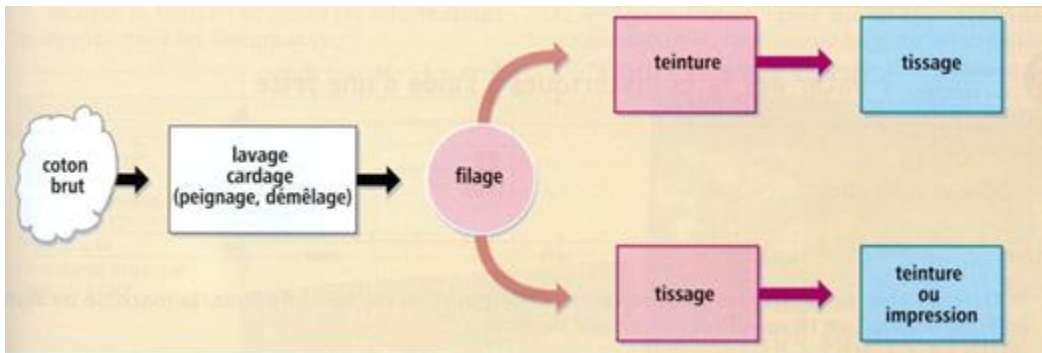 coton
brut
lavage
cardage
(peignage, démêlage)
filage
teinture
tissage
tissage
teinture
ou
impression